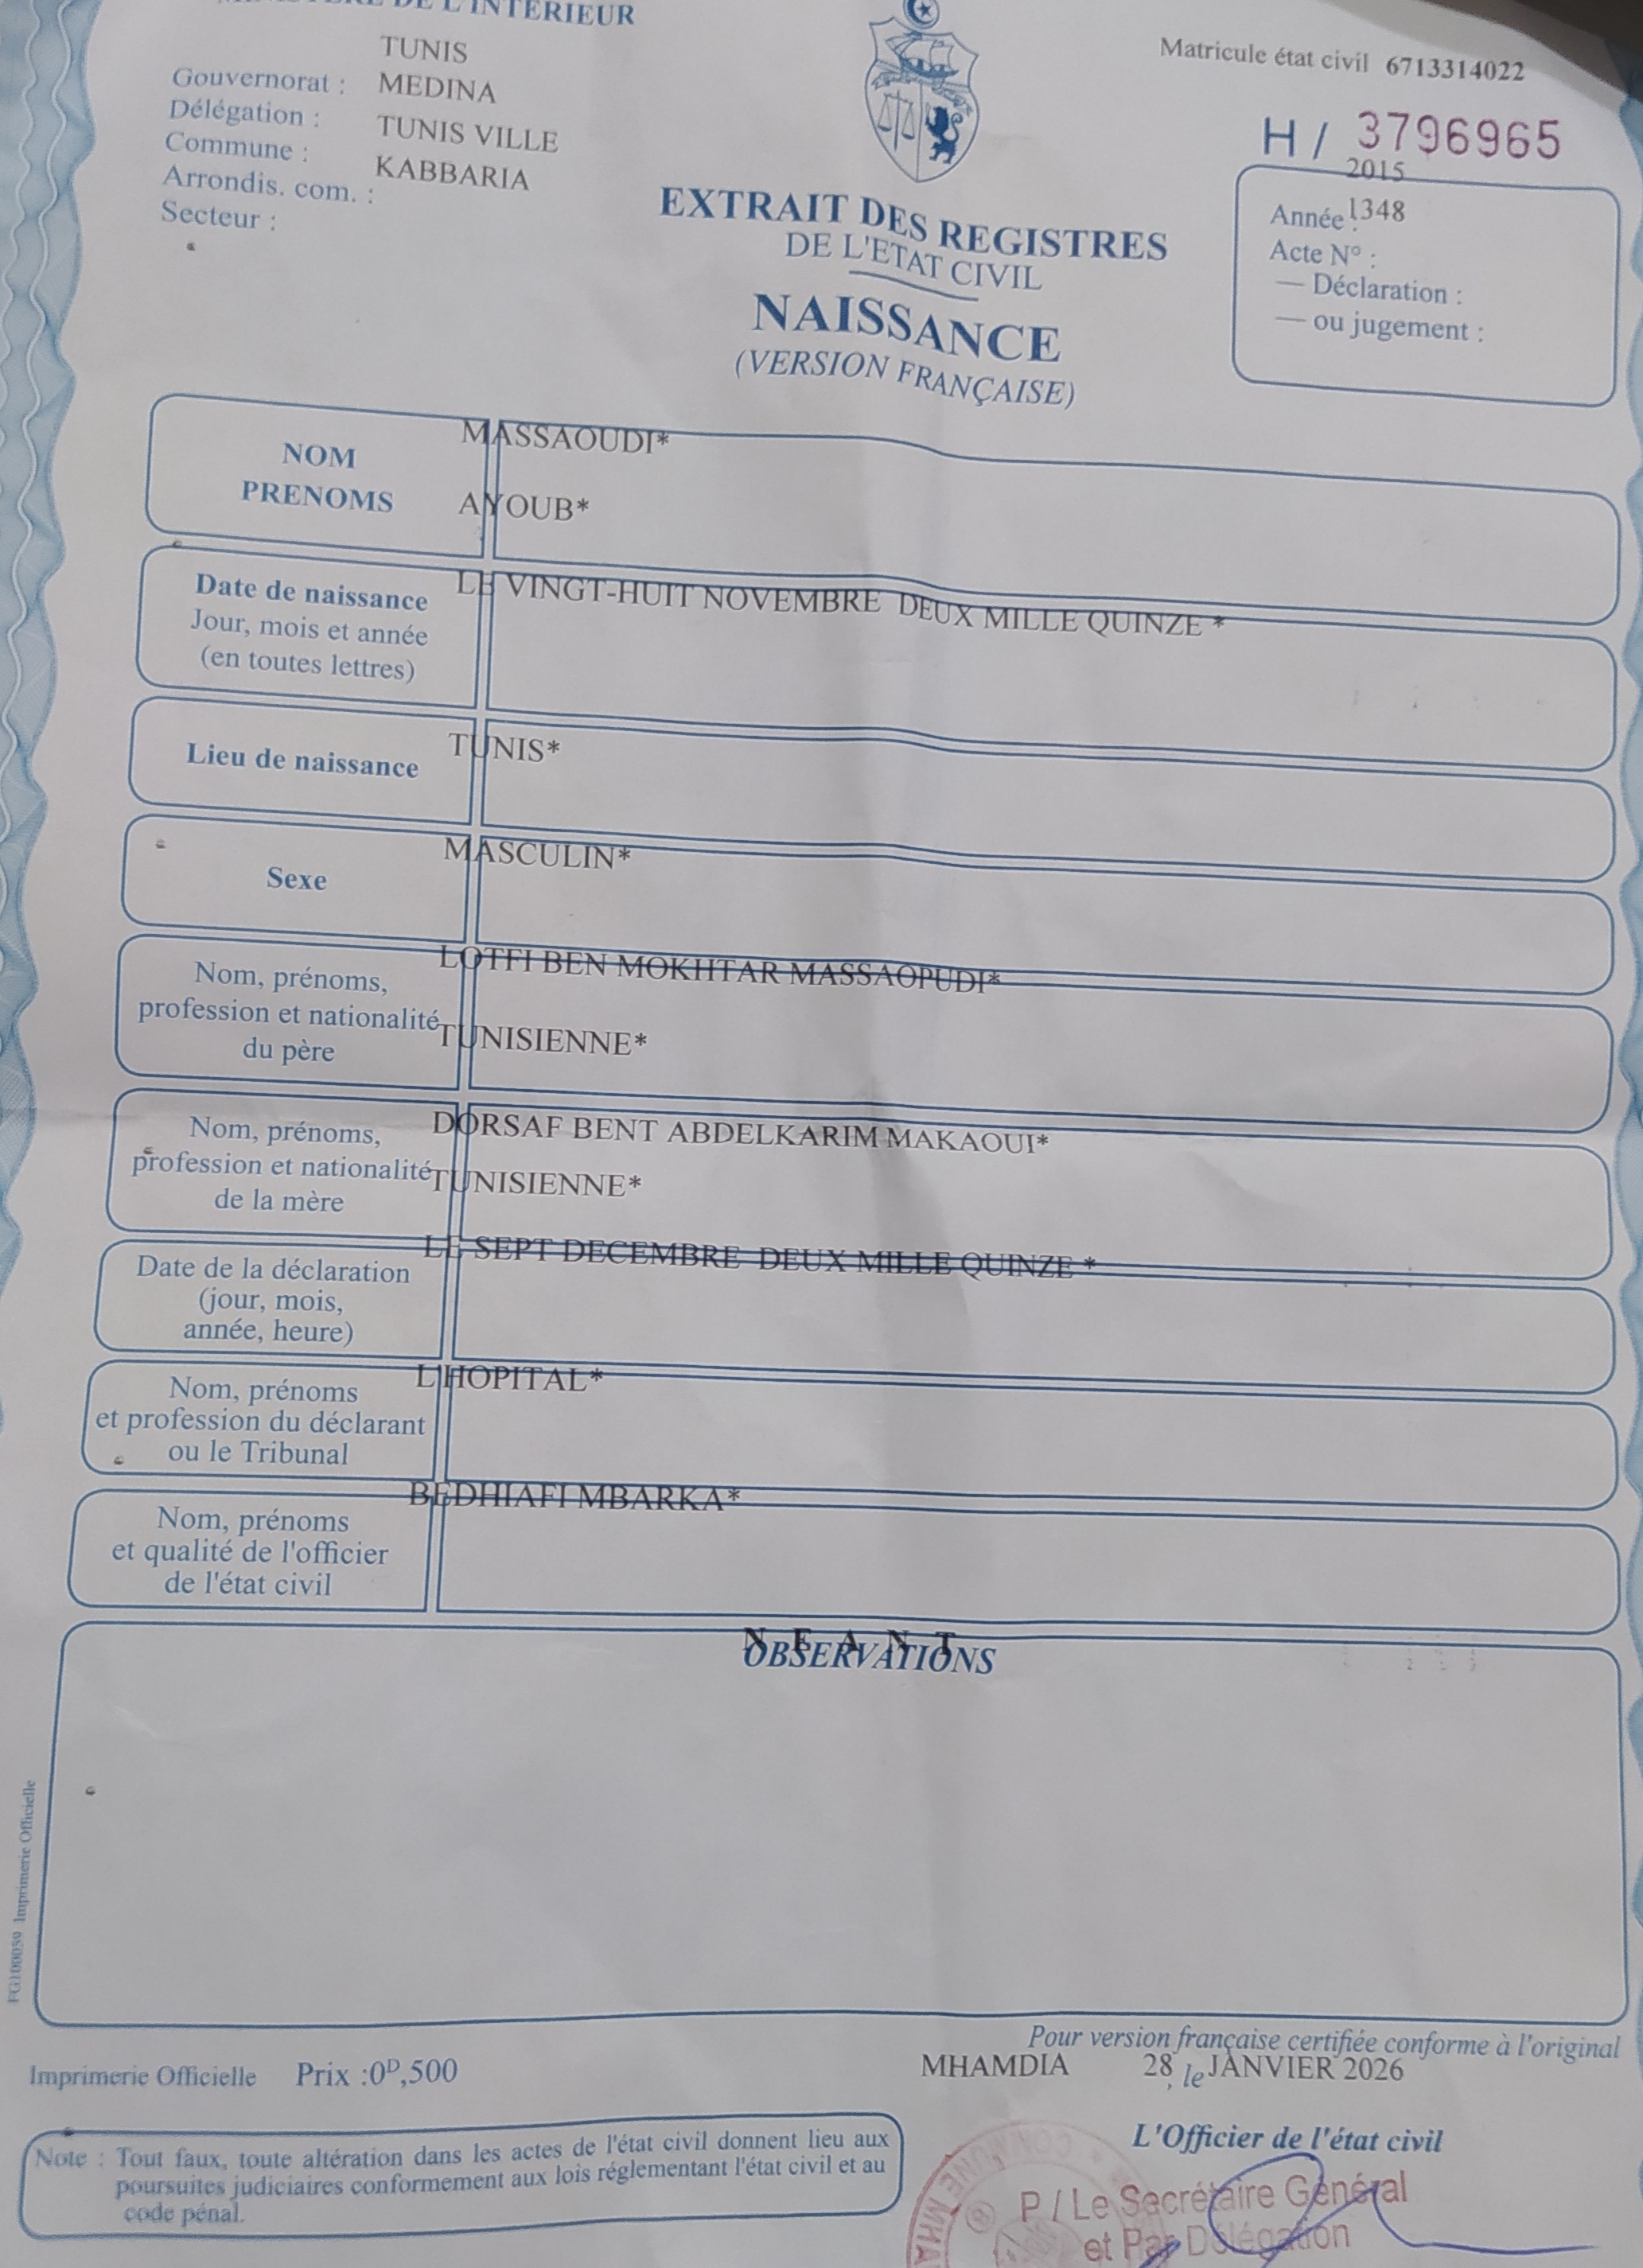 MINISTERE DE L'INTERIEUR
TUNIS
Gouvernorat : MEDINA
Délégation : TUNIS VILLE
Commune : KABBARIA
Arrondis. com. :
Secteur :
Matricule état civil 6713314022
H / 3796965
2015
Année : 1348
Acte N° :
— Déclaration :
— ou jugement :
EXTRAIT DES REGISTRES
DE L'ETAT CIVIL
NAISSANCE
(VERSION FRANÇAISE)
NOM MASSAOUDI*
PRENOMS AYOUB*
Date de naissance LE VINGT-HUIT NOVEMBRE DEUX MILLE QUINZE *
Jour, mois et année
(en toutes lettres)
Lieu de naissance TUNIS*
Sexe MASCULIN*
Nom, prénoms, LOTFI BEN MOKHTAR MASSAOPUDI*
profession et nationalité TUNISIENNE*
du père
Nom, prénoms, DORSAF BENT ABDELKARIM MAKAOUI*
profession et nationalité TUNISIENNE*
de la mère
LE SEPT DECEMBRE DEUX MILLE QUINZE *
Date de la déclaration
(jour, mois,
année, heure)
L'HOPITAL*
Nom, prénoms
et profession du déclarant
ou le Tribunal
BEDHIAFI MBARKA*
Nom, prénoms
et qualité de l'officier
de l'état civil
N E A N T
OBSERVATIONS
FG100059 Imprimerie Officielle
Pour version française certifiée conforme à l'original
Imprimerie Officielle Prix :0ᴰ,500
MHAMDIA 28, le JANVIER 2026
L'Officier de l'état civil
Note : Tout faux, toute altération dans les actes de l'état civil donnent lieu aux
poursuites judiciaires conformement aux lois réglementant l'état civil et au
code pénal.
COMMUNE MHA
P / Le Secrétaire Général
et Par Délégation